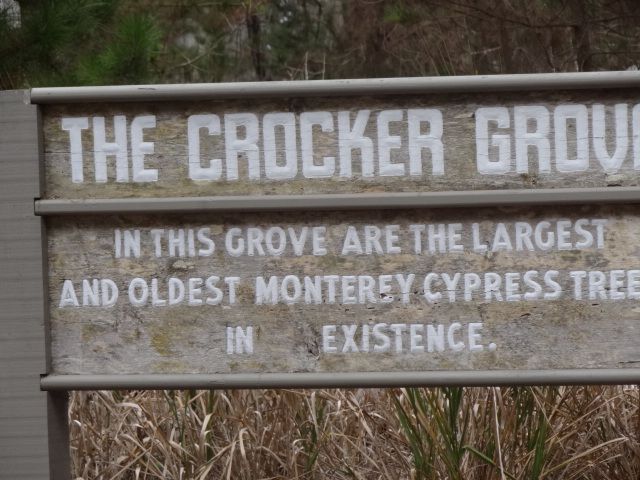 THE CROCKER GROV
IN THIS GROVE ARE THE LARGEST
AND OLDEST MONTEREY CYPRESS TREE
IN EXISTENCE.